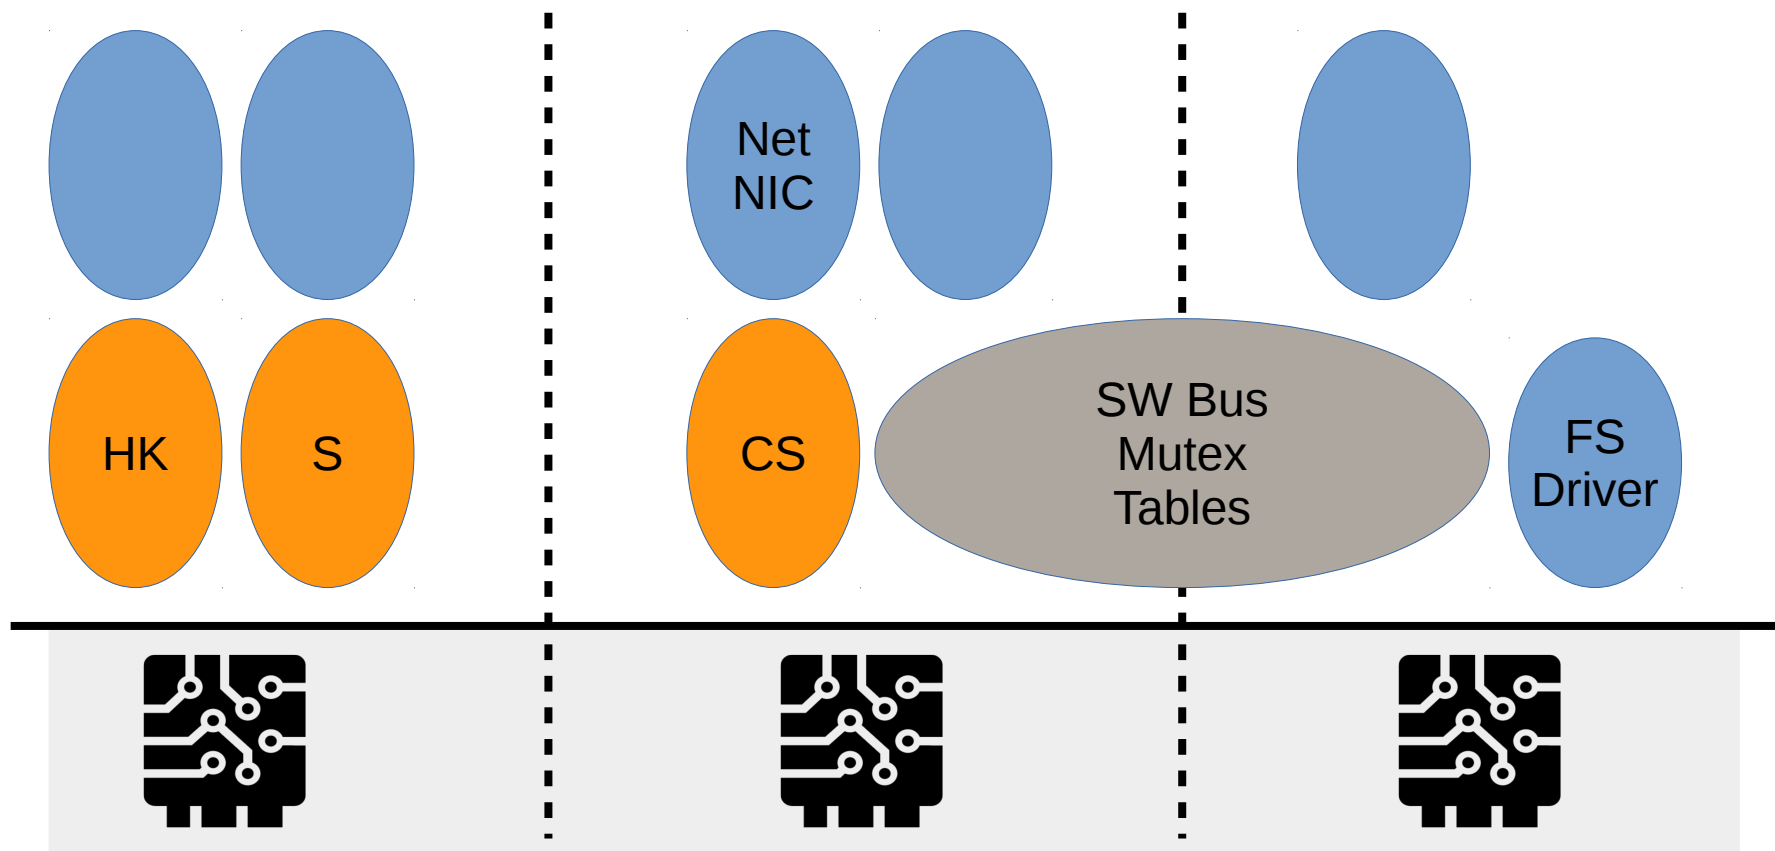 Net
NIC
HK
S
CS
SW Bus
Mutex
Tables
FS
Driver